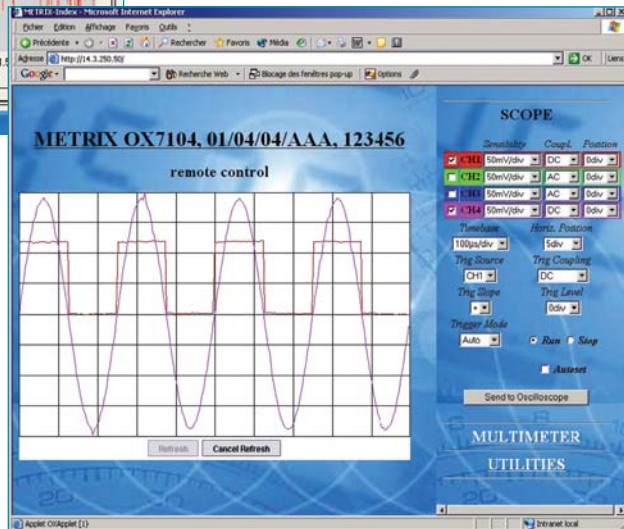 METRIX-Index - Microsoft Internet Explorer
Fichier Edition Affichage Favoris Outils ?
Précédente Rechercher Favoris Média
Adresse http://14.3.250.50/ OK Liens
Google Recherche Web Blocage des fenêtres pop-up Options
METRIX OX7104, 01/04/04/AAA, 123456
remote control
Refresh Cancel Refresh
SCOPE
Sensibility Coupl. Position
CH1 50mV/div DC 0div
CH2 50mV/div AC 0div
CH3 50mV/div AC 0div
CH4 50mV/div DC 0div
Timebase Horiz. Position
100µs/div 5div
Trig Source Trig Coupling
CH1 DC
Trig Slope Trig Level
+ 0div
Trigger Mode
Auto Run Stop
Autoset
Send to Oscilloscope
MULTIMETER
UTILITIES
Applet OXApplet [1] Intranet local